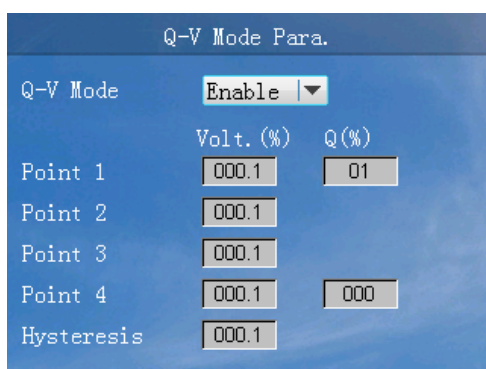 Q-V Mode Para.
Q-V Mode Enable
Volt.(%) Q(%)
Point 1 000.1 01
Point 2 000.1
Point 3 000.1
Point 4 000.1 000
Hysteresis 000.1